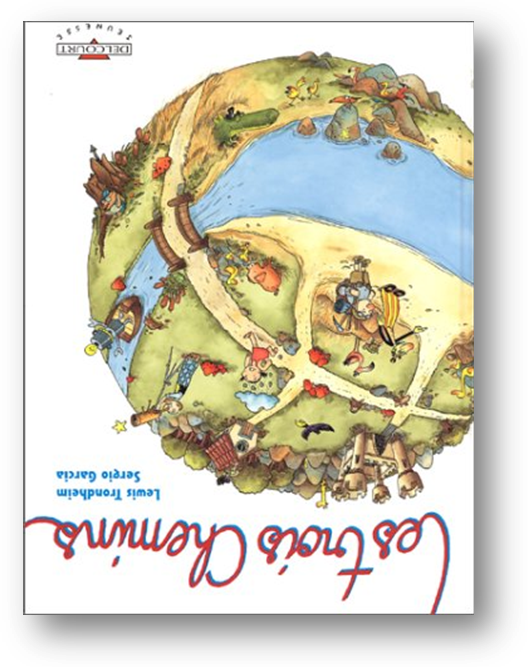 Les trois Chemins
Lewis Trondheim
Sergio Garcia
DELCOURT
JEUNESSE